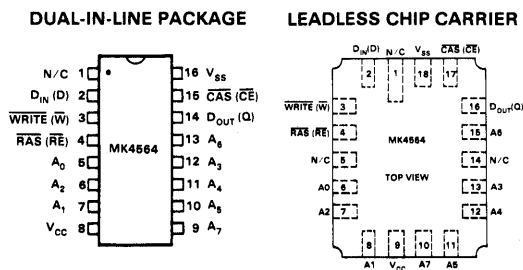 DUAL-IN-LINE PACKAGE
N/C 1
D_IN (D) 2
WRITE (W) 3
RAS (RE) 4
A0 5
A2 6
A1 7
VCC 8
MK4564
16 VSS
15 CAS (CE)
14 DOUT (Q)
13 A6
12 A3
11 A4
10 A5
9 A7
LEADLESS CHIP CARRIER
DIN(D) N/C VSS CAS (CE)
2 1 18 17
WRITE (W) 3
RAS (RE) 4
N/C 5
A0 6
A2 7
MK4564
TOP VIEW
16 DOUT(Q)
15 A6
14 N/C
13 A3
12 A4
8 9 10 11
A1 VCC A7 A5